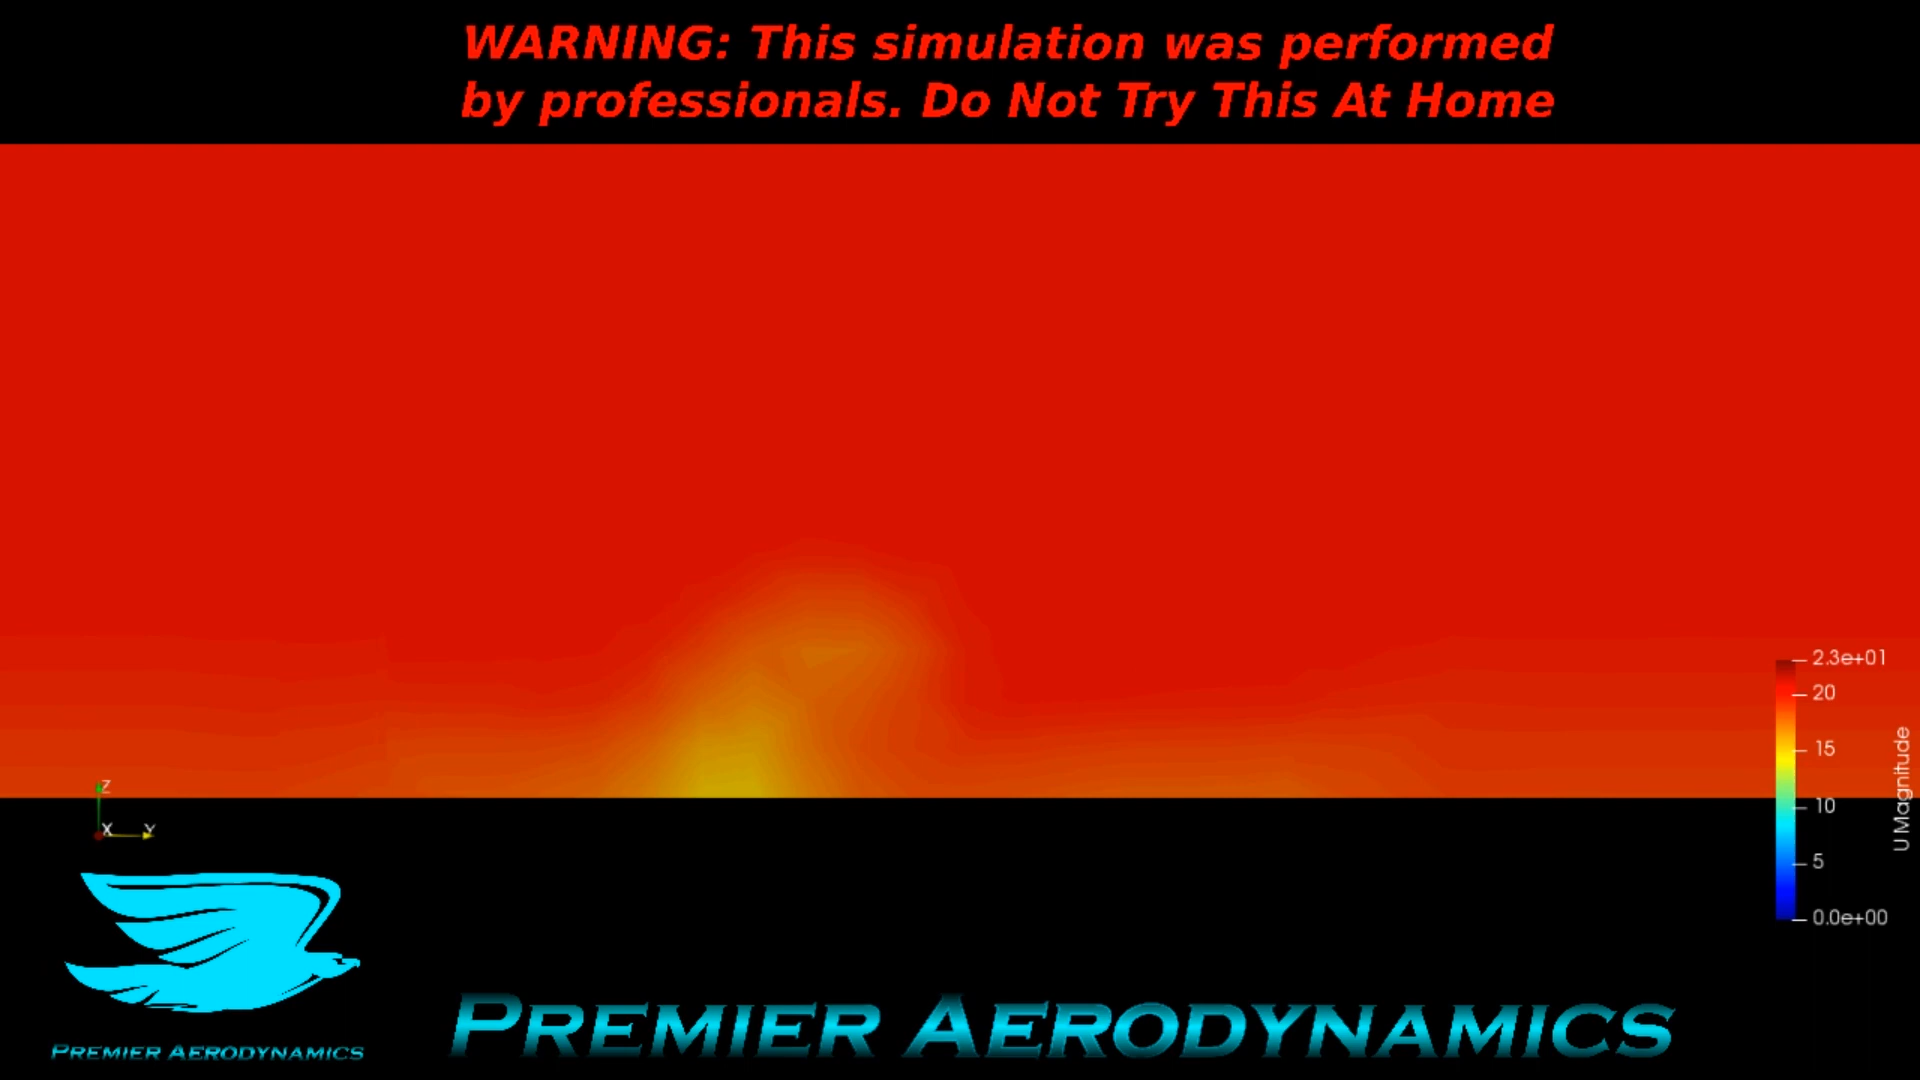 WARNING: This simulation was performed
by professionals. Do Not Try This At Home
2.3e+01
20
15
10
5
0.0e+00
U Magnitude
Z
X Y
PREMIER AERODYNAMICS
PREMIER AERODYNAMICS